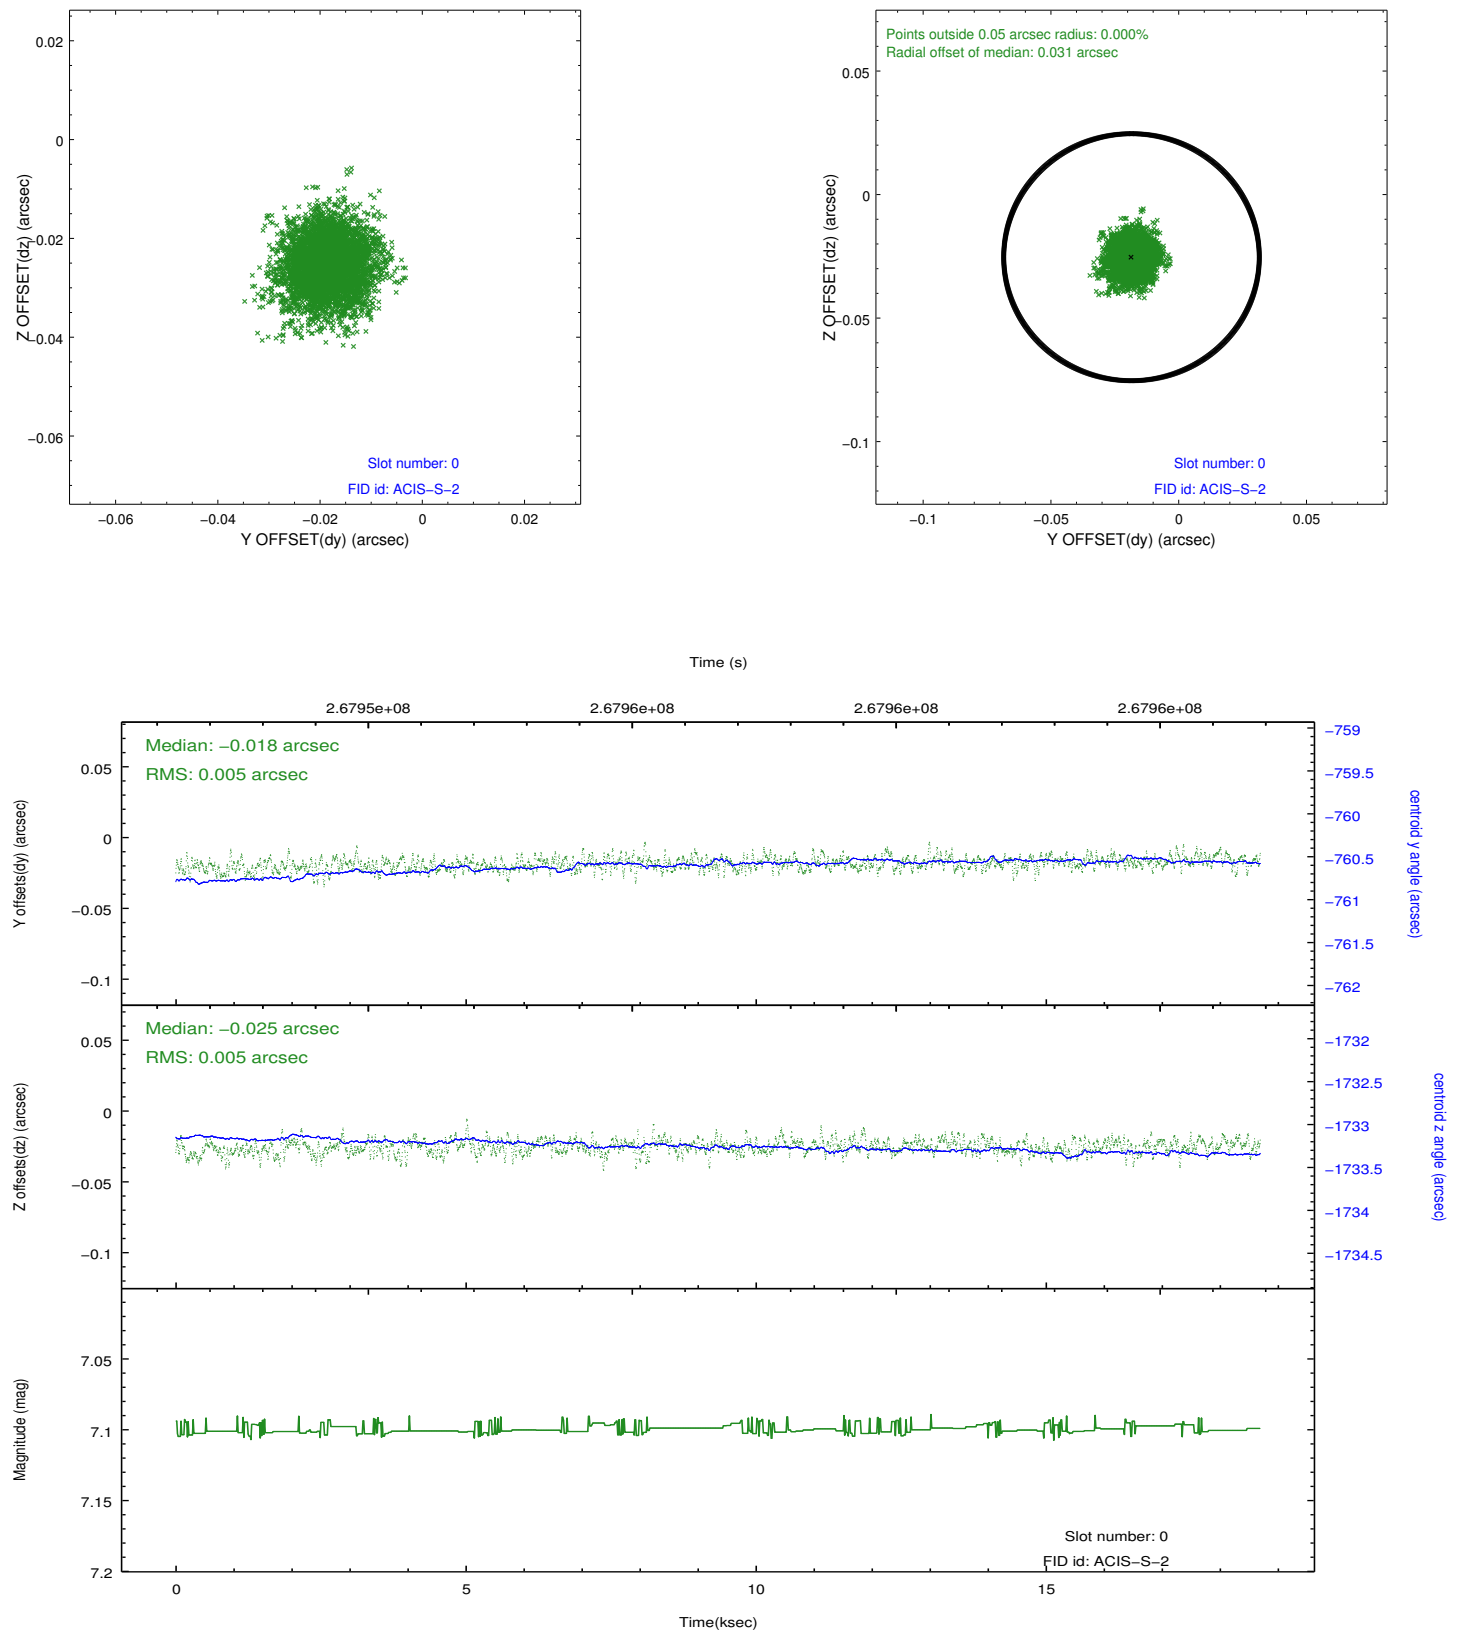 Z OFFSET(dz) (arcsec)
0.02
0
−0.02
−0.04
−0.06
Slot number: 0
FID id: ACIS−S−2
−0.06
−0.04
−0.02
0
0.02
Y OFFSET(dy) (arcsec)
Points outside 0.05 arcsec radius: 0.000%
Radial offset of median: 0.031 arcsec
Z OFFSET(dz) (arcsec)
0.05
0
−0.05
−0.1
Slot number: 0
FID id: ACIS−S−2
−0.1
−0.05
0
0.05
Y OFFSET(dy) (arcsec)
Time (s)
2.6795e+08
2.6796e+08
2.6796e+08
2.6796e+08
Median: −0.018 arcsec
RMS: 0.005 arcsec
Y offsets(dy) (arcsec)
0.05
0
−0.05
−0.1
−759
−759.5
−760
−760.5
−761
−761.5
−762
centroid y angle (arcsec)
Median: −0.025 arcsec
RMS: 0.005 arcsec
Z offsets(dz) (arcsec)
0.05
0
−0.05
−0.1
−1732
−1732.5
−1733
−1733.5
−1734
−1734.5
centroid z angle (arcsec)
Magnitude (mag)
7.05
7.1
7.15
7.2
Slot number: 0
FID id: ACIS−S−2
0
5
10
15
Time(ksec)